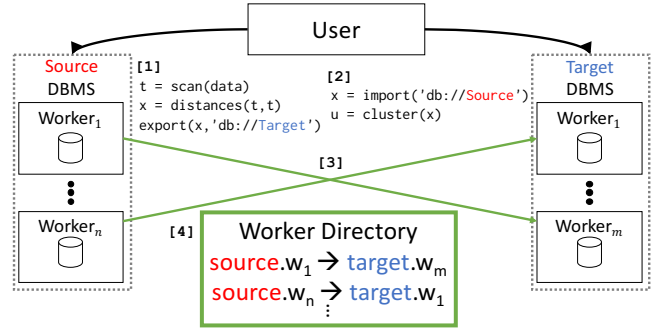 User
Source
DBMS
Worker₁
Workerₙ
[1]
t = scan(data)
x = distances(t,t)
export(x,'db://Target')
[2]
x = import('db://Source')
u = cluster(x)
Target
DBMS
Worker₁
Workerₘ
[3]
[4]
Worker Directory
source.w₁ → target.wₘ
source.wₙ → target.w₁
⋮